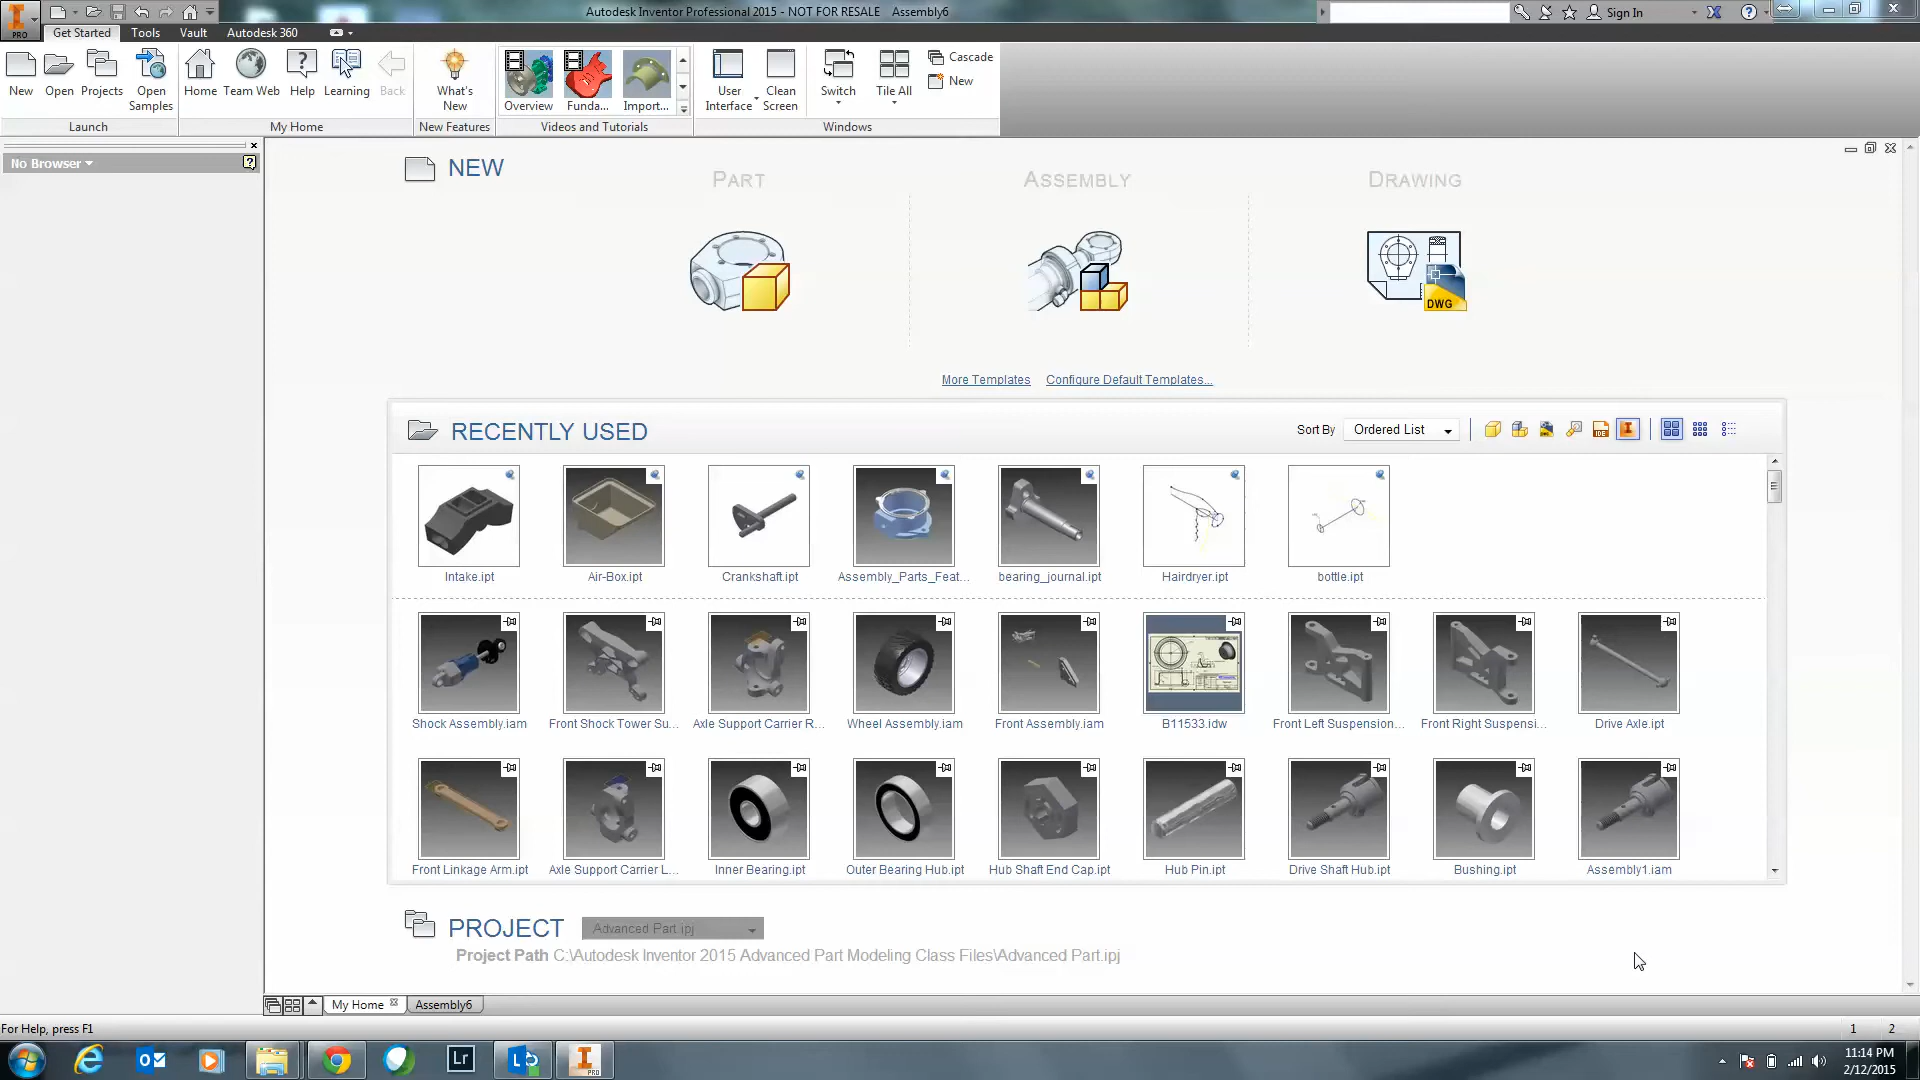 Autodesk Inventor Professional 2015 - NOT FOR RESALE Assembly6
Sign In
PRO
Get Started Tools Vault Autodesk 360
New Open Projects Open Samples
Home Team Web Help Learning Back
What's New
Overview Funda... Import...
User Interface Clean Screen
Switch Tile All Cascade
New
Launch My Home New Features Videos and Tutorials Windows
No Browser
NEW
PART ASSEMBLY DRAWING
DWG
More Templates Configure Default Templates...
RECENTLY USED
Sort By Ordered List
Intake.ipt Air-Box.ipt Crankshaft.ipt Assembly_Parts_Feat... bearing_journal.ipt Hairdryer.ipt bottle.ipt
Shock Assembly.iam Front Shock Tower Su... Axle Support Carrier R... Wheel Assembly.iam Front Assembly.iam B11533.idw Front Left Suspension... Front Right Suspensi... Drive Axle.ipt
Front Linkage Arm.ipt Axle Support Carrier L... Inner Bearing.ipt Outer Bearing Hub.ipt Hub Shaft End Cap.ipt Hub Pin.ipt Drive Shaft Hub.ipt Bushing.ipt Assembly1.iam
PROJECT Advanced Part.ipj
Project Path C:\Autodesk Inventor 2015 Advanced Part Modeling Class Files\Advanced Part.ipj
My Home Assembly6
For Help, press F1
1 2
Lr
PRO
11:14 PM
2/12/2015